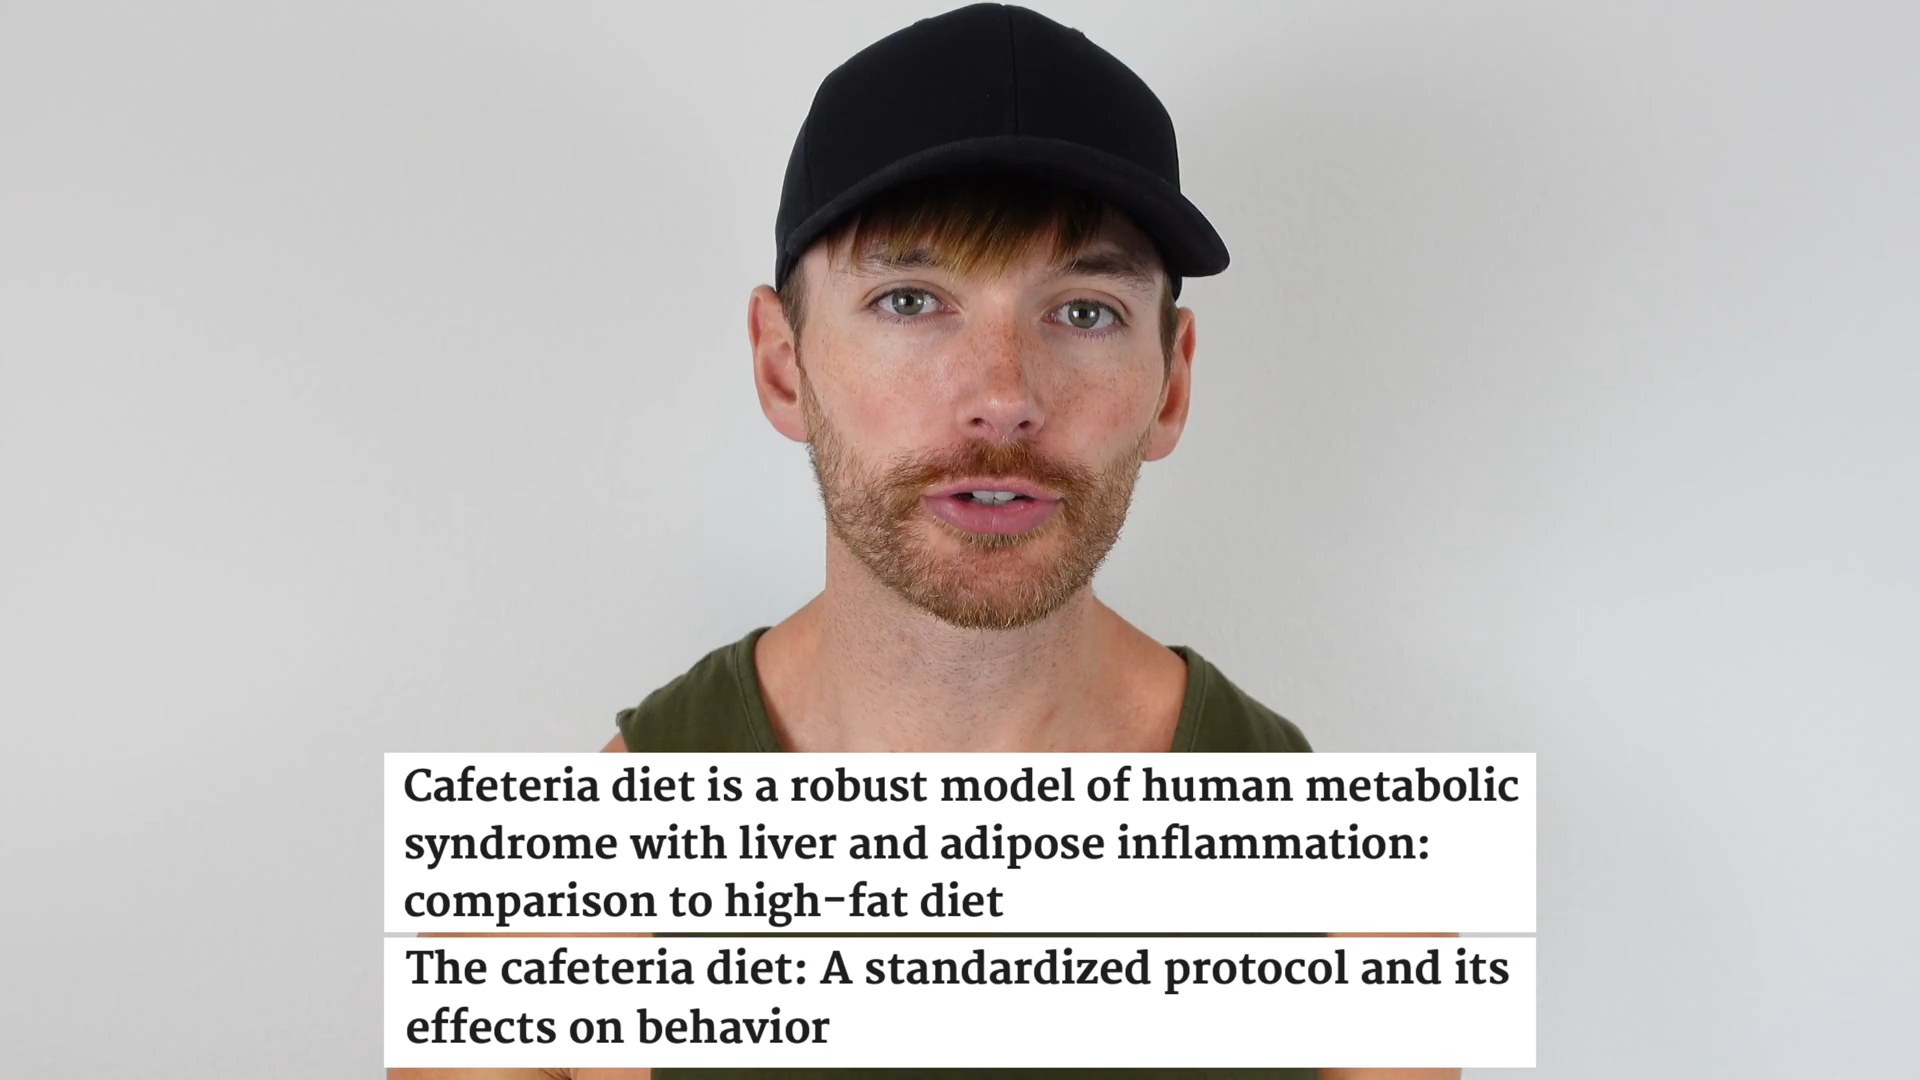 Cafeteria diet is a robust model of human metabolic
syndrome with liver and adipose inflammation:
comparison to high-fat diet
The cafeteria diet: A standardized protocol and its
effects on behavior